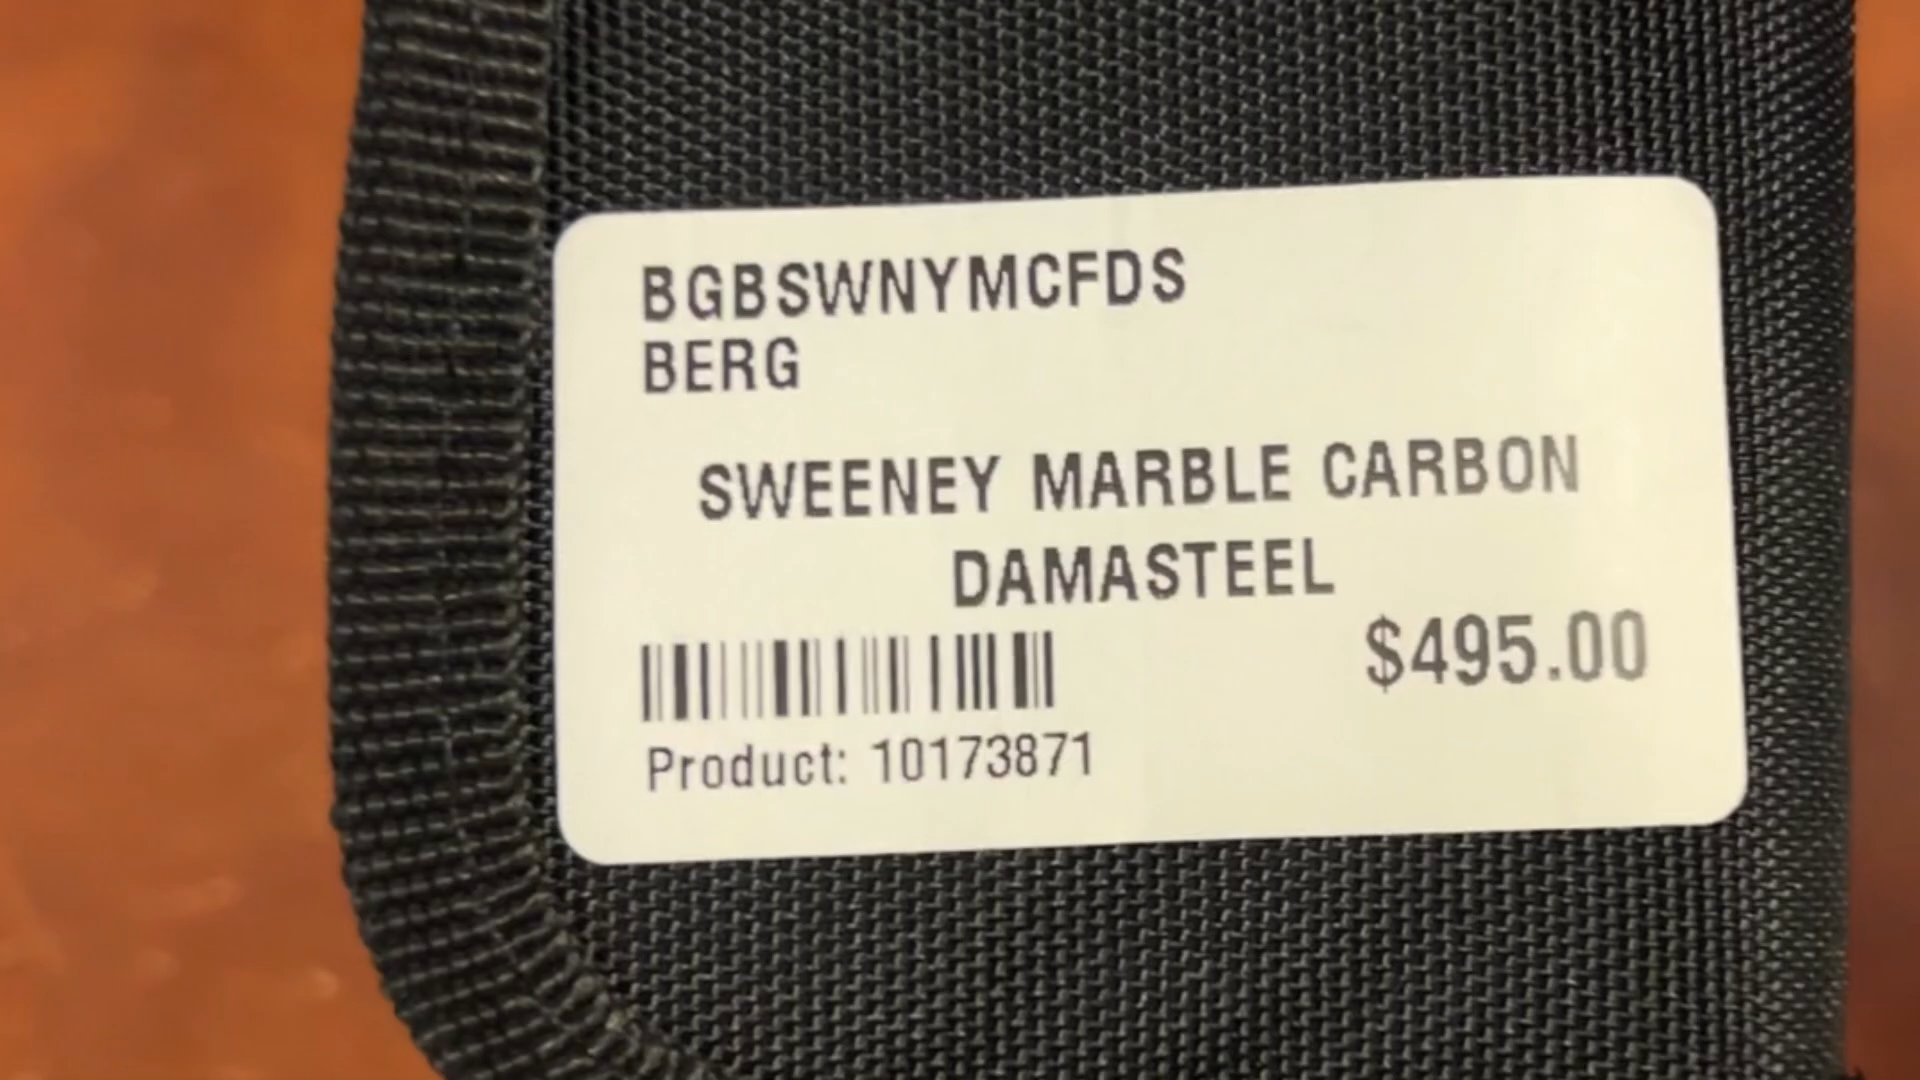 BGBSWNYMCFDS
BERG
SWEENEY MARBLE CARBON
DAMASTEEL
$495.00
Product: 10173871